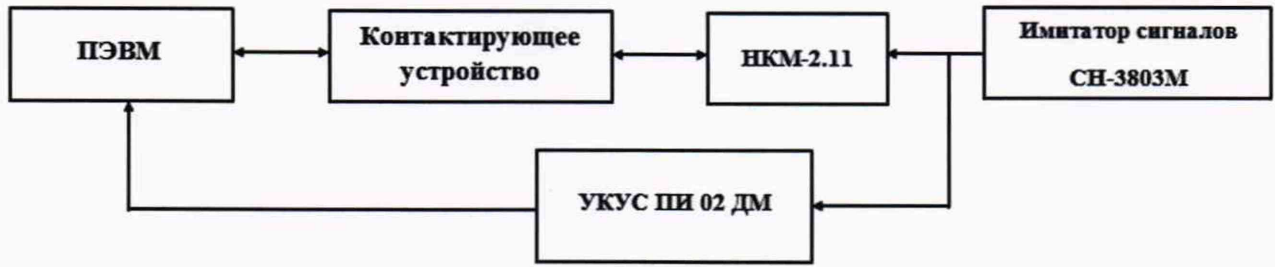 ПЭВМ
Контактирующее
устройство
НКМ-2.11
Имитатор сигналов
СН-3803М
УКУС ПИ 02 ДМ